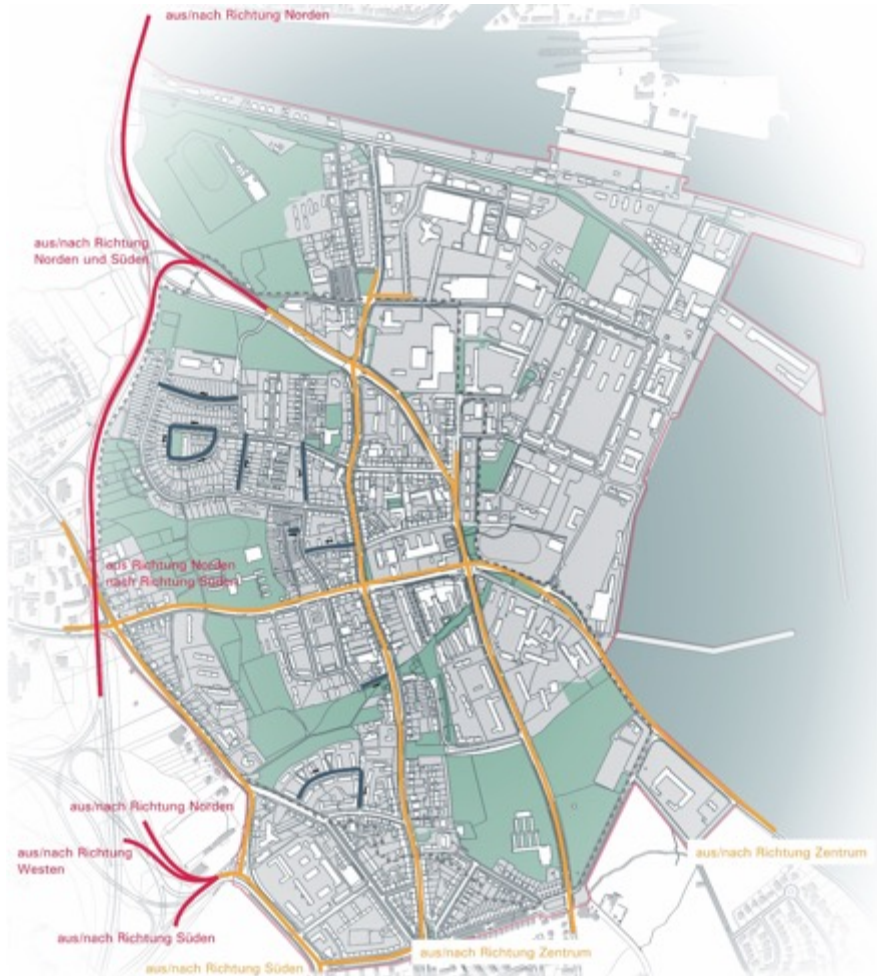 aus/nach Richtung Norden
aus/nach Richtung
Norden und Süden
aus Richtung Norden
nach Richtung Süden
aus/nach Richtung Norden
aus/nach Richtung
Westen
aus/nach Richtung Süden
aus/nach Richtung Zentrum
aus/nach Richtung Zentrum
aus/nach Richtung Süden